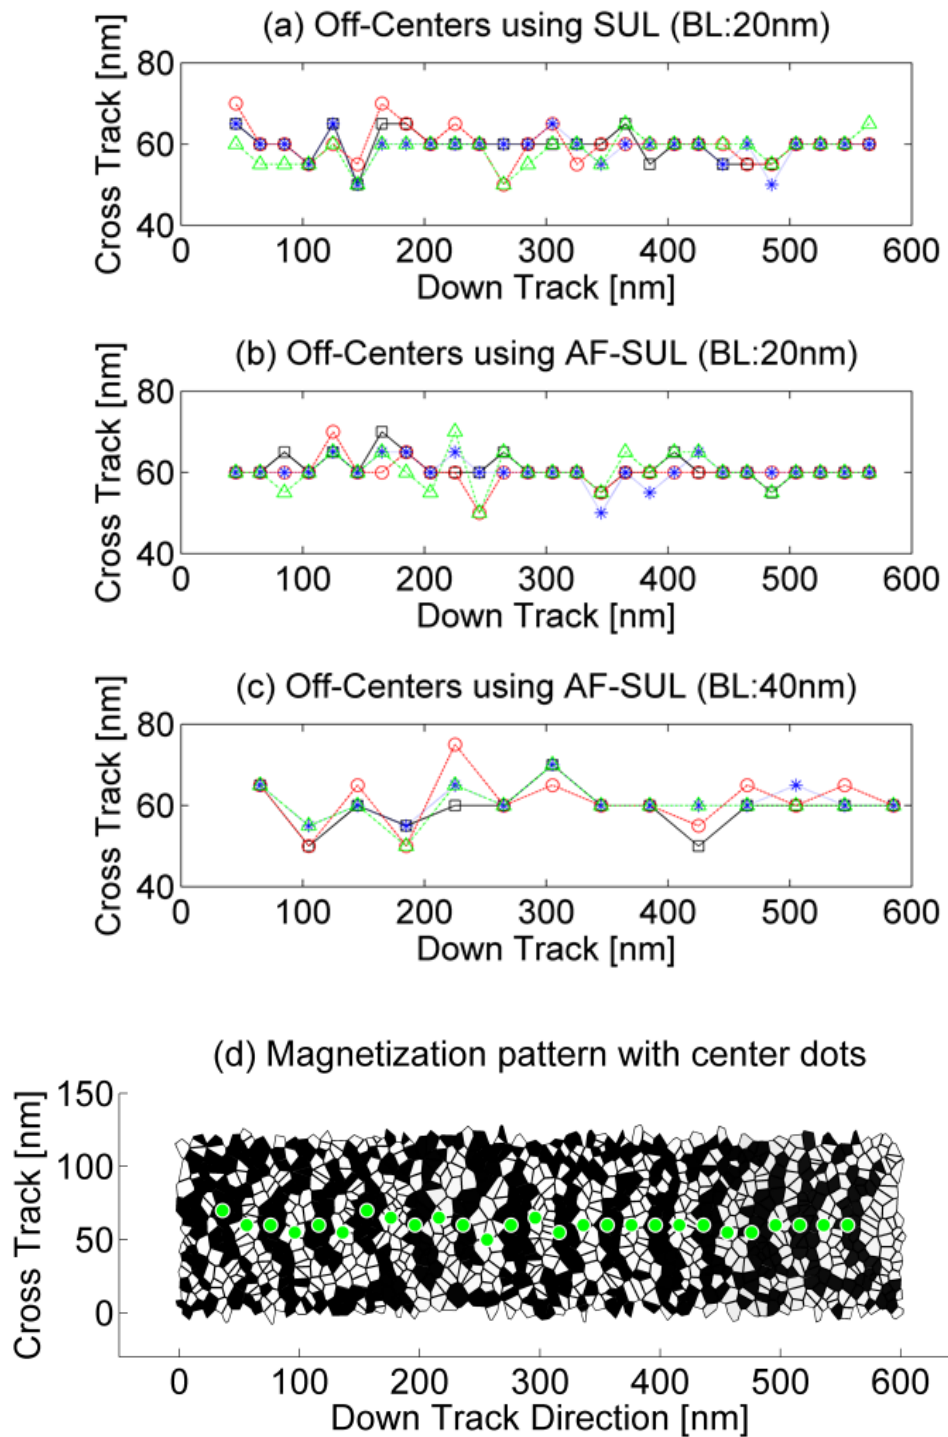 (a) Off-Centers using SUL (BL:20nm)
Cross Track [nm]
80
60
40
0 100 200 300 400 500 600
Down Track [nm]
(b) Off-Centers using AF-SUL (BL:20nm)
Cross Track [nm]
80
60
40
0 100 200 300 400 500 600
Down Track [nm]
(c) Off-Centers using AF-SUL (BL:40nm)
Cross Track [nm]
80
60
40
0 100 200 300 400 500 600
Down Track [nm]
(d) Magnetization pattern with center dots
Cross Track [nm]
150
100
50
0
0 100 200 300 400 500 600
Down Track Direction [nm]